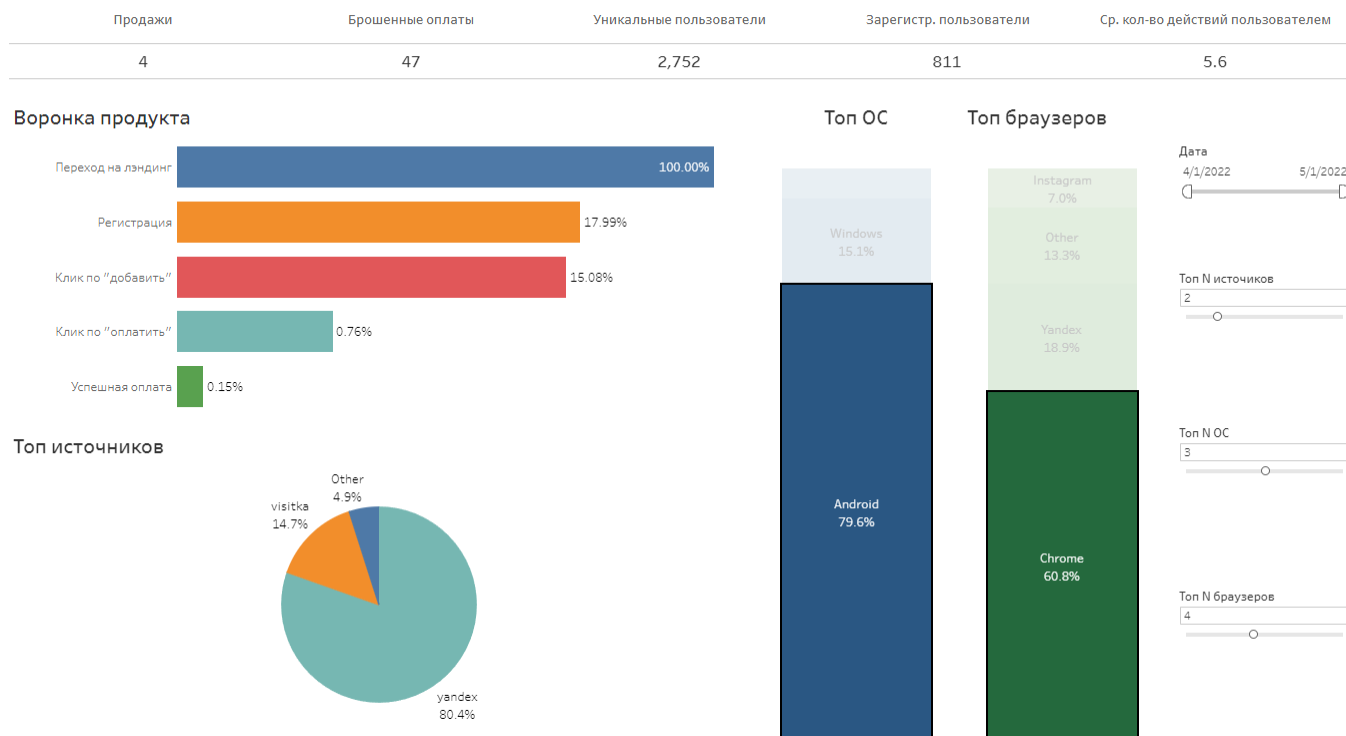 Продажи
Брошенные оплаты
Уникальные пользователи
Зарегистр. пользователи
Ср. кол-во действий пользователем
4
47
2,752
811
5.6
Воронка продукта
Переход на лэндинг
100.00%
Регистрация
17.99%
Клик по "добавить"
15.08%
Клик по "оплатить"
0.76%
Успешная оплата
0.15%
Топ источников
Other
4.9%
visitka
14.7%
yandex
80.4%
Топ ОС
Windows
15.1%
Android
79.6%
Топ браузеров
Instagram
7.0%
Other
13.3%
Yandex
18.9%
Chrome
60.8%
Дата
4/1/2022
5/1/2022
Топ N источиков
2
Топ N ОС
3
Топ N браузеров
4